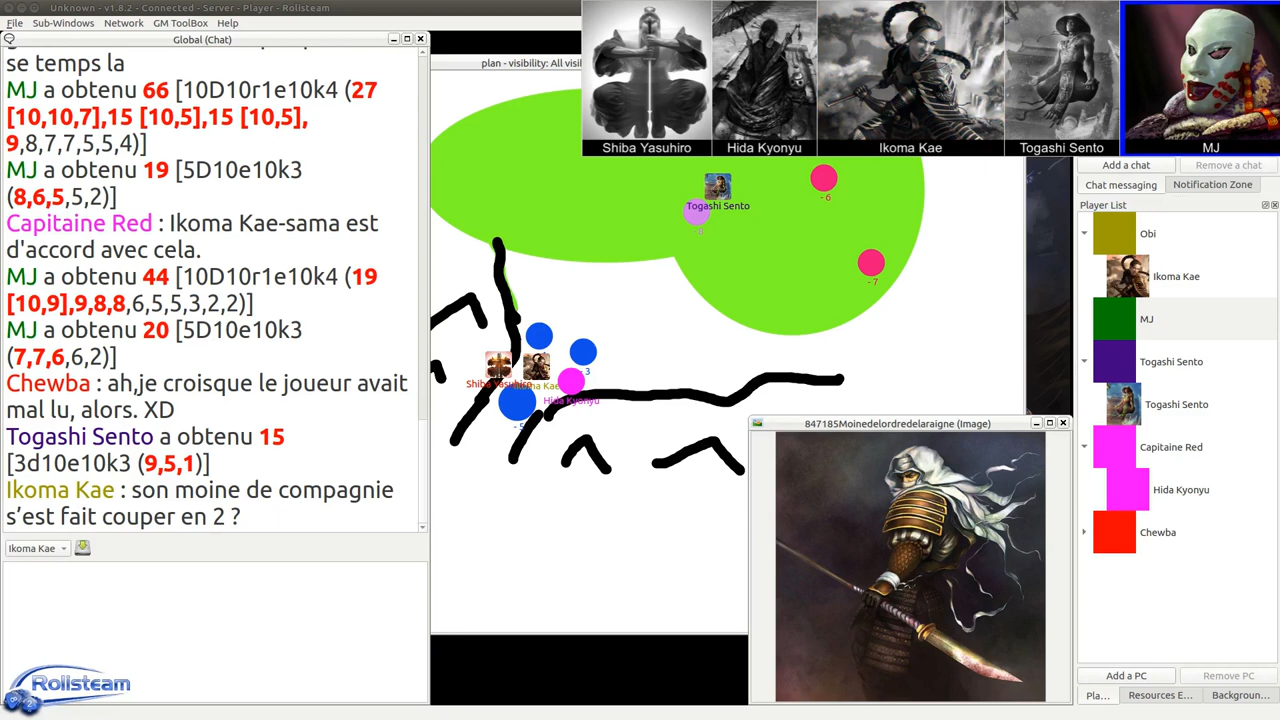 Unknown - v1.8.2 - Connected - Server - Player - Rolisteam
File Sub-Windows Network GM ToolBox Help
Global (Chat)
se temps la
MJ a obtenu 66 [10D10r1e10k4 (27
[10,10,7],15 [10,5],15 [10,5],
9,8,7,7,5,5,4)]
MJ a obtenu 19 [5D10e10k3
(8,6,5,5,2)]
Capitaine Red : Ikoma Kae-sama est
d'accord avec cela.
MJ a obtenu 44 [10D10r1e10k4 (19
[10,9],9,8,8,6,5,5,3,2,2)]
MJ a obtenu 20 [5D10e10k3
(7,7,6,6,2)]
Chewba : ah,je croisque le joueur avait
mal lu, alors. XD
Togashi Sento a obtenu 15
[3d10e10k3 (9,5,1)]
Ikoma Kae : son moine de compagnie
s’est fait couper en 2 ?
Ikoma Kae
Rolisteam
plan - visibility: All visi
Shiba Yasuhiro
Hida Kyonyu
Ikoma Kae
Togashi Sento
MJ
Togashi Sento
- 6
- 7
- 3
Shiba Yasuhiro
Hida Kyonyu
847185Moinedelordredelaraigne (Image)
Add a chat
Remove a chat
Chat messaging
Notification Zone
Player List
Obi
Ikoma Kae
MJ
Togashi Sento
Togashi Sento
Capitaine Red
Hida Kyonyu
Chewba
Add a PC
Remove PC
Pla...
Resources E...
Backgroun...